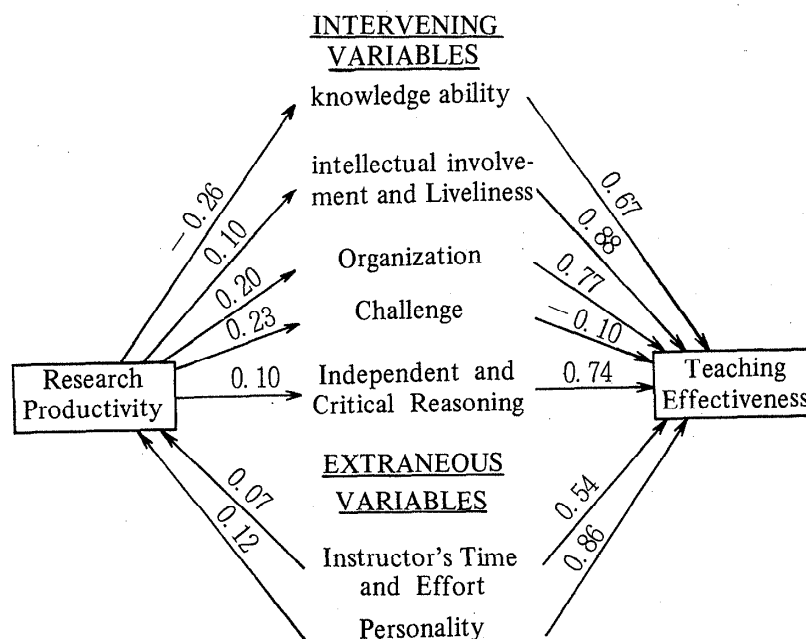 INTERVENING
VARIABLES
knowledge ability
intellectual involve-
ment and Liveliness
Organization
Challenge
Independent and
Critical Reasoning
Research
Productivity
Teaching
Effectiveness
-0.26
0.10
0.20
0.23
0.10
0.67
0.88
0.77
-0.10
0.74
EXTRANEOUS
VARIABLES
0.07
0.12
0.54
0.86
Instructor's Time
and Effort
Personality